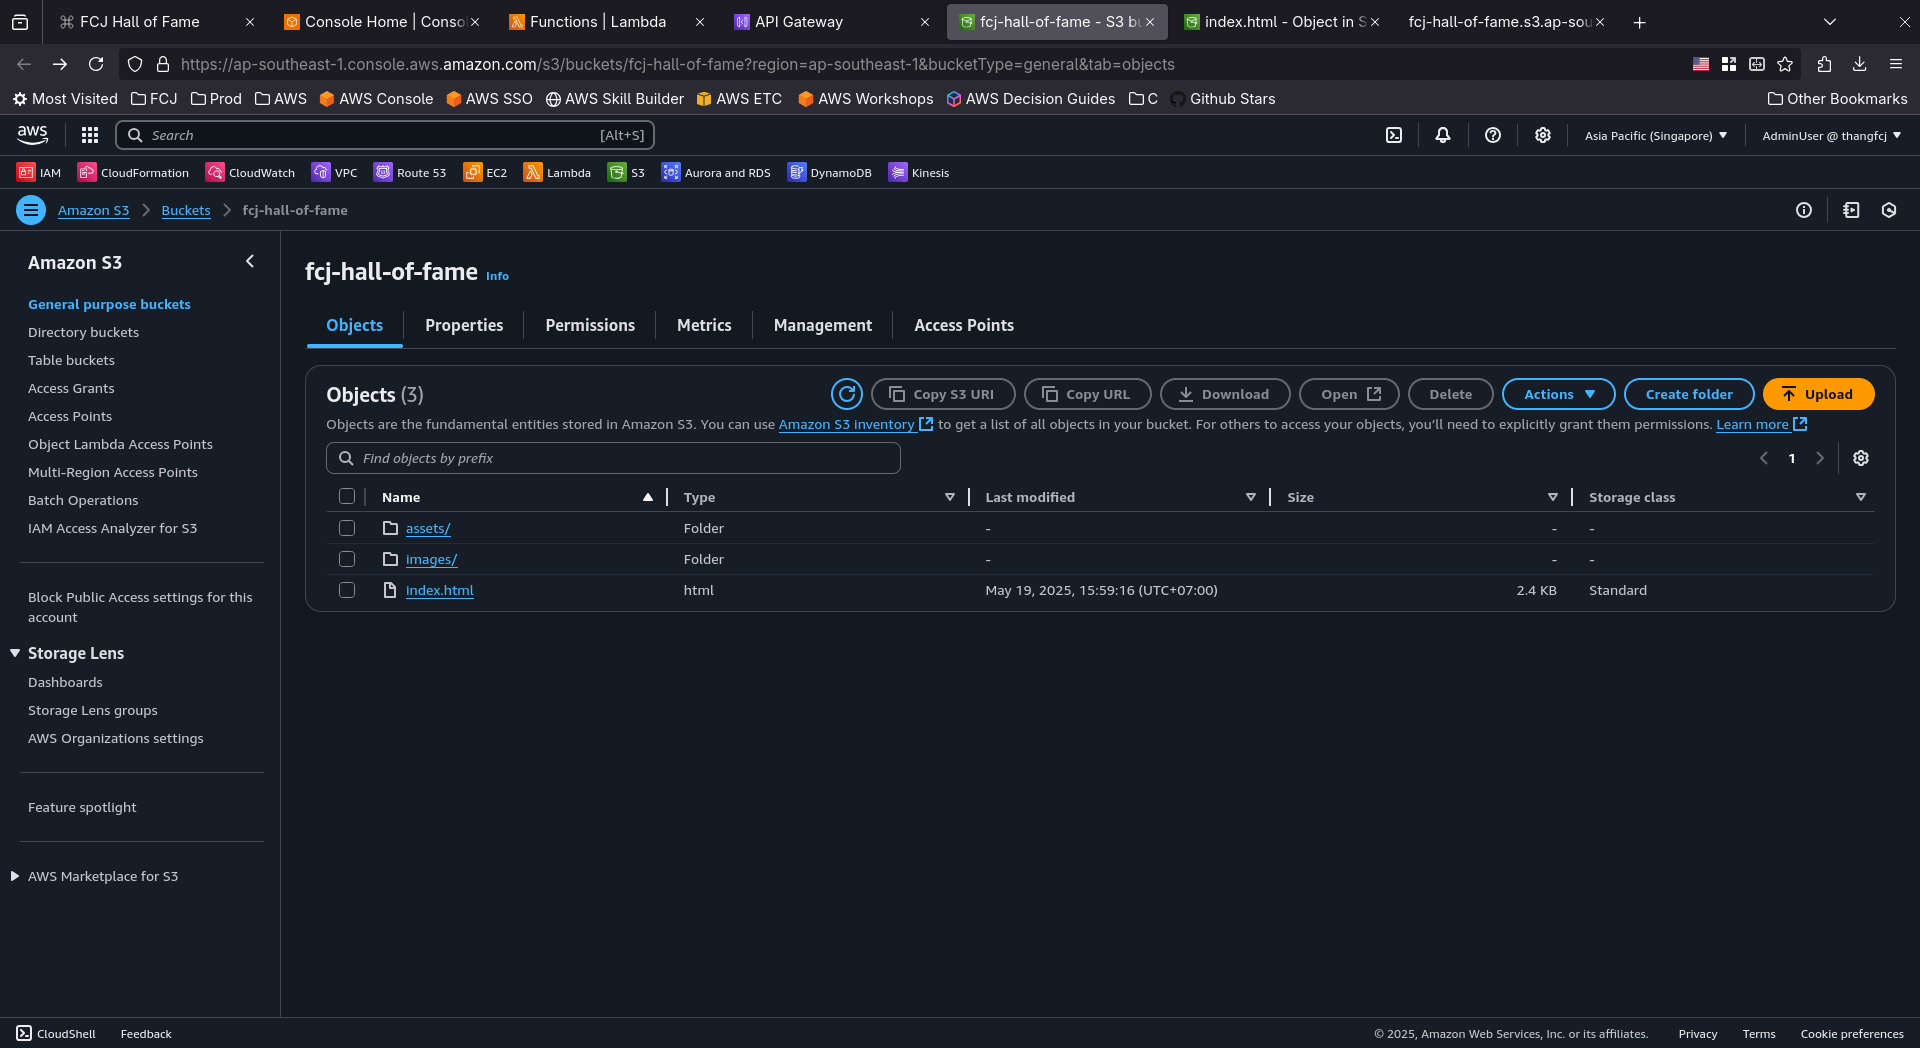 FCJ Hall of Fame
Console Home | Conso
Functions | Lambda
API Gateway
fcj-hall-of-fame - S3 bu
index.html - Object in S
fcj-hall-of-fame.s3.ap-sou
https://ap-southeast-1.console.aws.amazon.com/s3/buckets/fcj-hall-of-fame?region=ap-southeast-1&bucketType=general&tab=objects
Most Visited FCJ Prod AWS AWS Console AWS SSO AWS Skill Builder AWS ETC AWS Workshops AWS Decision Guides C Github Stars Other Bookmarks
aws Search [Alt+S] Asia Pacific (Singapore) AdminUser @ thangfcj
IAM CloudFormation CloudWatch VPC Route 53 EC2 Lambda S3 Aurora and RDS DynamoDB Kinesis
Amazon S3 Buckets fcj-hall-of-fame
Amazon S3
General purpose buckets
Directory buckets
Table buckets
Access Grants
Access Points
Object Lambda Access Points
Multi-Region Access Points
Batch Operations
IAM Access Analyzer for S3
Block Public Access settings for this
account
Storage Lens
Dashboards
Storage Lens groups
AWS Organizations settings
Feature spotlight
AWS Marketplace for S3
fcj-hall-of-fame Info
Objects Properties Permissions Metrics Management Access Points
Objects (3) Copy S3 URI Copy URL Download Open Delete Actions Create folder Upload
Objects are the fundamental entities stored in Amazon S3. You can use Amazon S3 inventory to get a list of all objects in your bucket. For others to access your objects, you'll need to explicitly grant them permissions. Learn more
Find objects by prefix 1
Name Type Last modified Size Storage class
assets/ Folder - - -
images/ Folder - - -
index.html html May 19, 2025, 15:59:16 (UTC+07:00) 2.4 KB Standard
CloudShell Feedback © 2025, Amazon Web Services, Inc. or its affiliates. Privacy Terms Cookie preferences